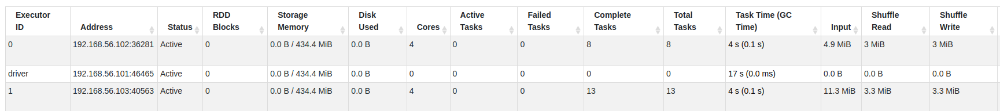 Executor ID Address Status RDD Blocks Storage Memory Disk Used Cores Active Tasks Failed Tasks Complete Tasks Total Tasks Task Time (GC Time) Input Shuffle Read Shuffle Write
0 192.168.56.102:36281 Active 0 0.0 B / 434.4 MiB 0.0 B 4 0 0 8 8 4 s (0.1 s) 4.9 MiB 3 MiB 3 MiB
driver 192.168.56.101:46465 Active 0 0.0 B / 434.4 MiB 0.0 B 0 0 0 0 0 17 s (0.0 ms) 0.0 B 0.0 B 0.0 B
1 192.168.56.103:40563 Active 0 0.0 B / 434.4 MiB 0.0 B 4 0 0 13 13 4 s (0.1 s) 11.3 MiB 3.3 MiB 3.3 MiB